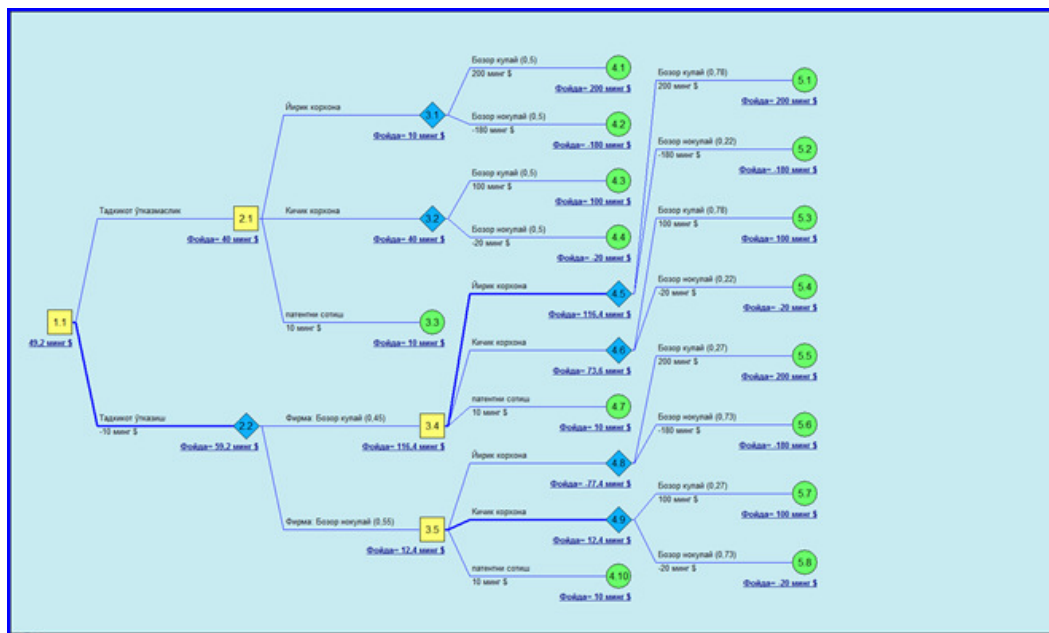 Бозор кулай (0,5)
200 минг $
4.1
Фойда= 200 минг $
Йирик корхона
3.1
Фойда= 10 минг $
Бозор нокулай (0,5)
-180 минг $
4.2
Фойда= -180 минг $
Бозор кулай (0,5)
100 минг $
4.3
Фойда= 100 минг $
Тадкикот ўтказмаслик
2.1
Фойда= 40 минг $
Кичик корхона
3.2
Фойда= 40 минг $
Бозор нокулай (0,5)
-20 минг $
4.4
Фойда= -20 минг $
патентни сотиш
10 минг $
3.3
Фойда= 10 минг $
1.1
49,2 минг $
Тадкикот ўтказиш
-10 минг $
2.2
Фойда= 59,2 минг $
Фирма: Бозор кулай (0,45)
3.4
Фойда= 116,4 минг $
Йирик корхона
4.5
Фойда= 116,4 минг $
Бозор кулай (0,78)
200 минг $
5.1
Фойда= 200 минг $
Бозор нокулай (0,22)
-180 минг $
5.2
Фойда= -180 минг $
Кичик корхона
4.6
Фойда= 73,6 минг $
Бозор кулай (0,78)
100 минг $
5.3
Фойда= 100 минг $
Бозор нокулай (0,22)
-20 минг $
5.4
Фойда= -20 минг $
патентни сотиш
10 минг $
4.7
Фойда= 10 минг $
Фирма: Бозор нокулай (0,55)
3.5
Фойда= 12,4 минг $
Йирик корхона
4.8
Фойда= -77,4 минг $
Бозор кулай (0,27)
200 минг $
5.5
Фойда= 200 минг $
Бозор нокулай (0,73)
-180 минг $
5.6
Фойда= -180 минг $
Кичик корхона
4.9
Фойда= 12,4 минг $
Бозор кулай (0,27)
100 минг $
5.7
Фойда= 100 минг $
Бозор нокулай (0,73)
-20 минг $
5.8
Фойда= -20 минг $
патентни сотиш
10 минг $
4.10
Фойда= 10 минг $